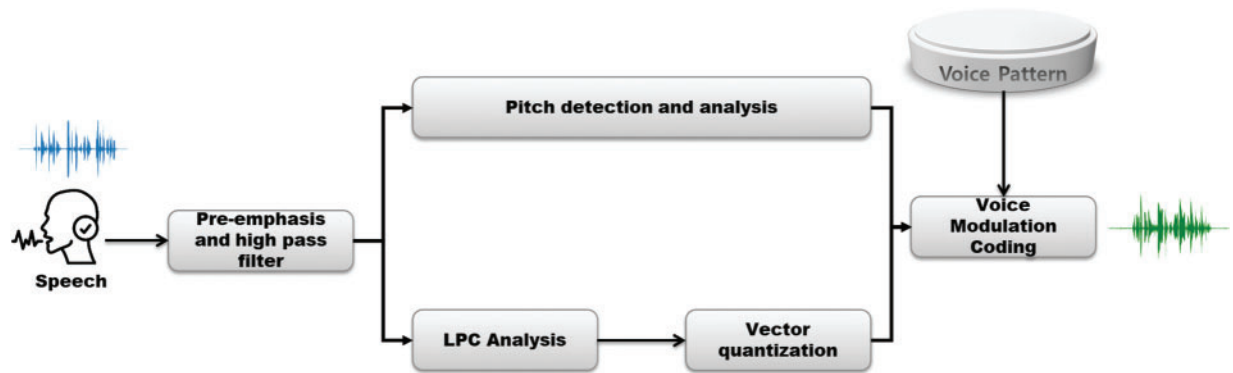 Voice Pattern
Pitch detection and analysis
Speech
Pre-emphasis
and high pass
filter
Voice
Modulation
Coding
LPC Analysis
Vector
quantization